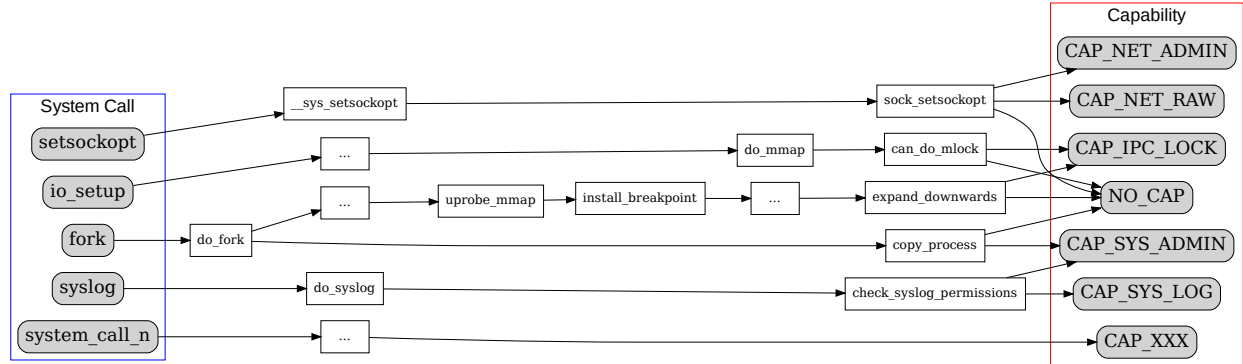 Capability
CAP_NET_ADMIN
System Call
__sys_setsockopt
sock_setsockopt
CAP_NET_RAW
setsockopt
...
do_mmap
can_do_mlock
CAP_IPC_LOCK
io_setup
...
uprobe_mmap
install_breakpoint
...
expand_downwards
NO_CAP
fork
do_fork
copy_process
CAP_SYS_ADMIN
syslog
do_syslog
check_syslog_permissions
CAP_SYS_LOG
system_call_n
...
CAP_XXX